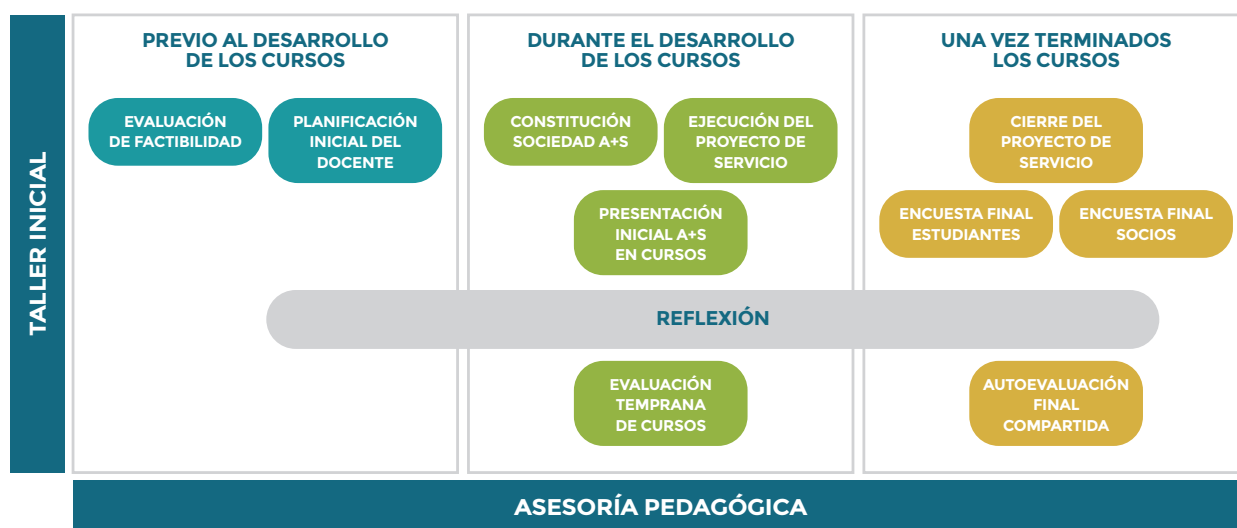 TALLER INICIAL
PREVIO AL DESARROLLO
DE LOS CURSOS
EVALUACIÓN
DE FACTIBILIDAD
PLANIFICACIÓN
INICIAL DEL
DOCENTE
DURANTE EL DESARROLLO
DE LOS CURSOS
CONSTITUCIÓN
SOCIEDAD A+S
EJECUCIÓN DEL
PROYECTO DE
SERVICIO
PRESENTACIÓN
INICIAL A+S
EN CURSOS
UNA VEZ TERMINADOS
LOS CURSOS
CIERRE DEL
PROYECTO DE
SERVICIO
ENCUESTA FINAL
ESTUDIANTES
ENCUESTA FINAL
SOCIOS
REFLEXIÓN
EVALUACIÓN
TEMPRANA
DE CURSOS
AUTOEVALUACIÓN
FINAL
COMPARTIDA
ASESORÍA PEDAGÓGICA